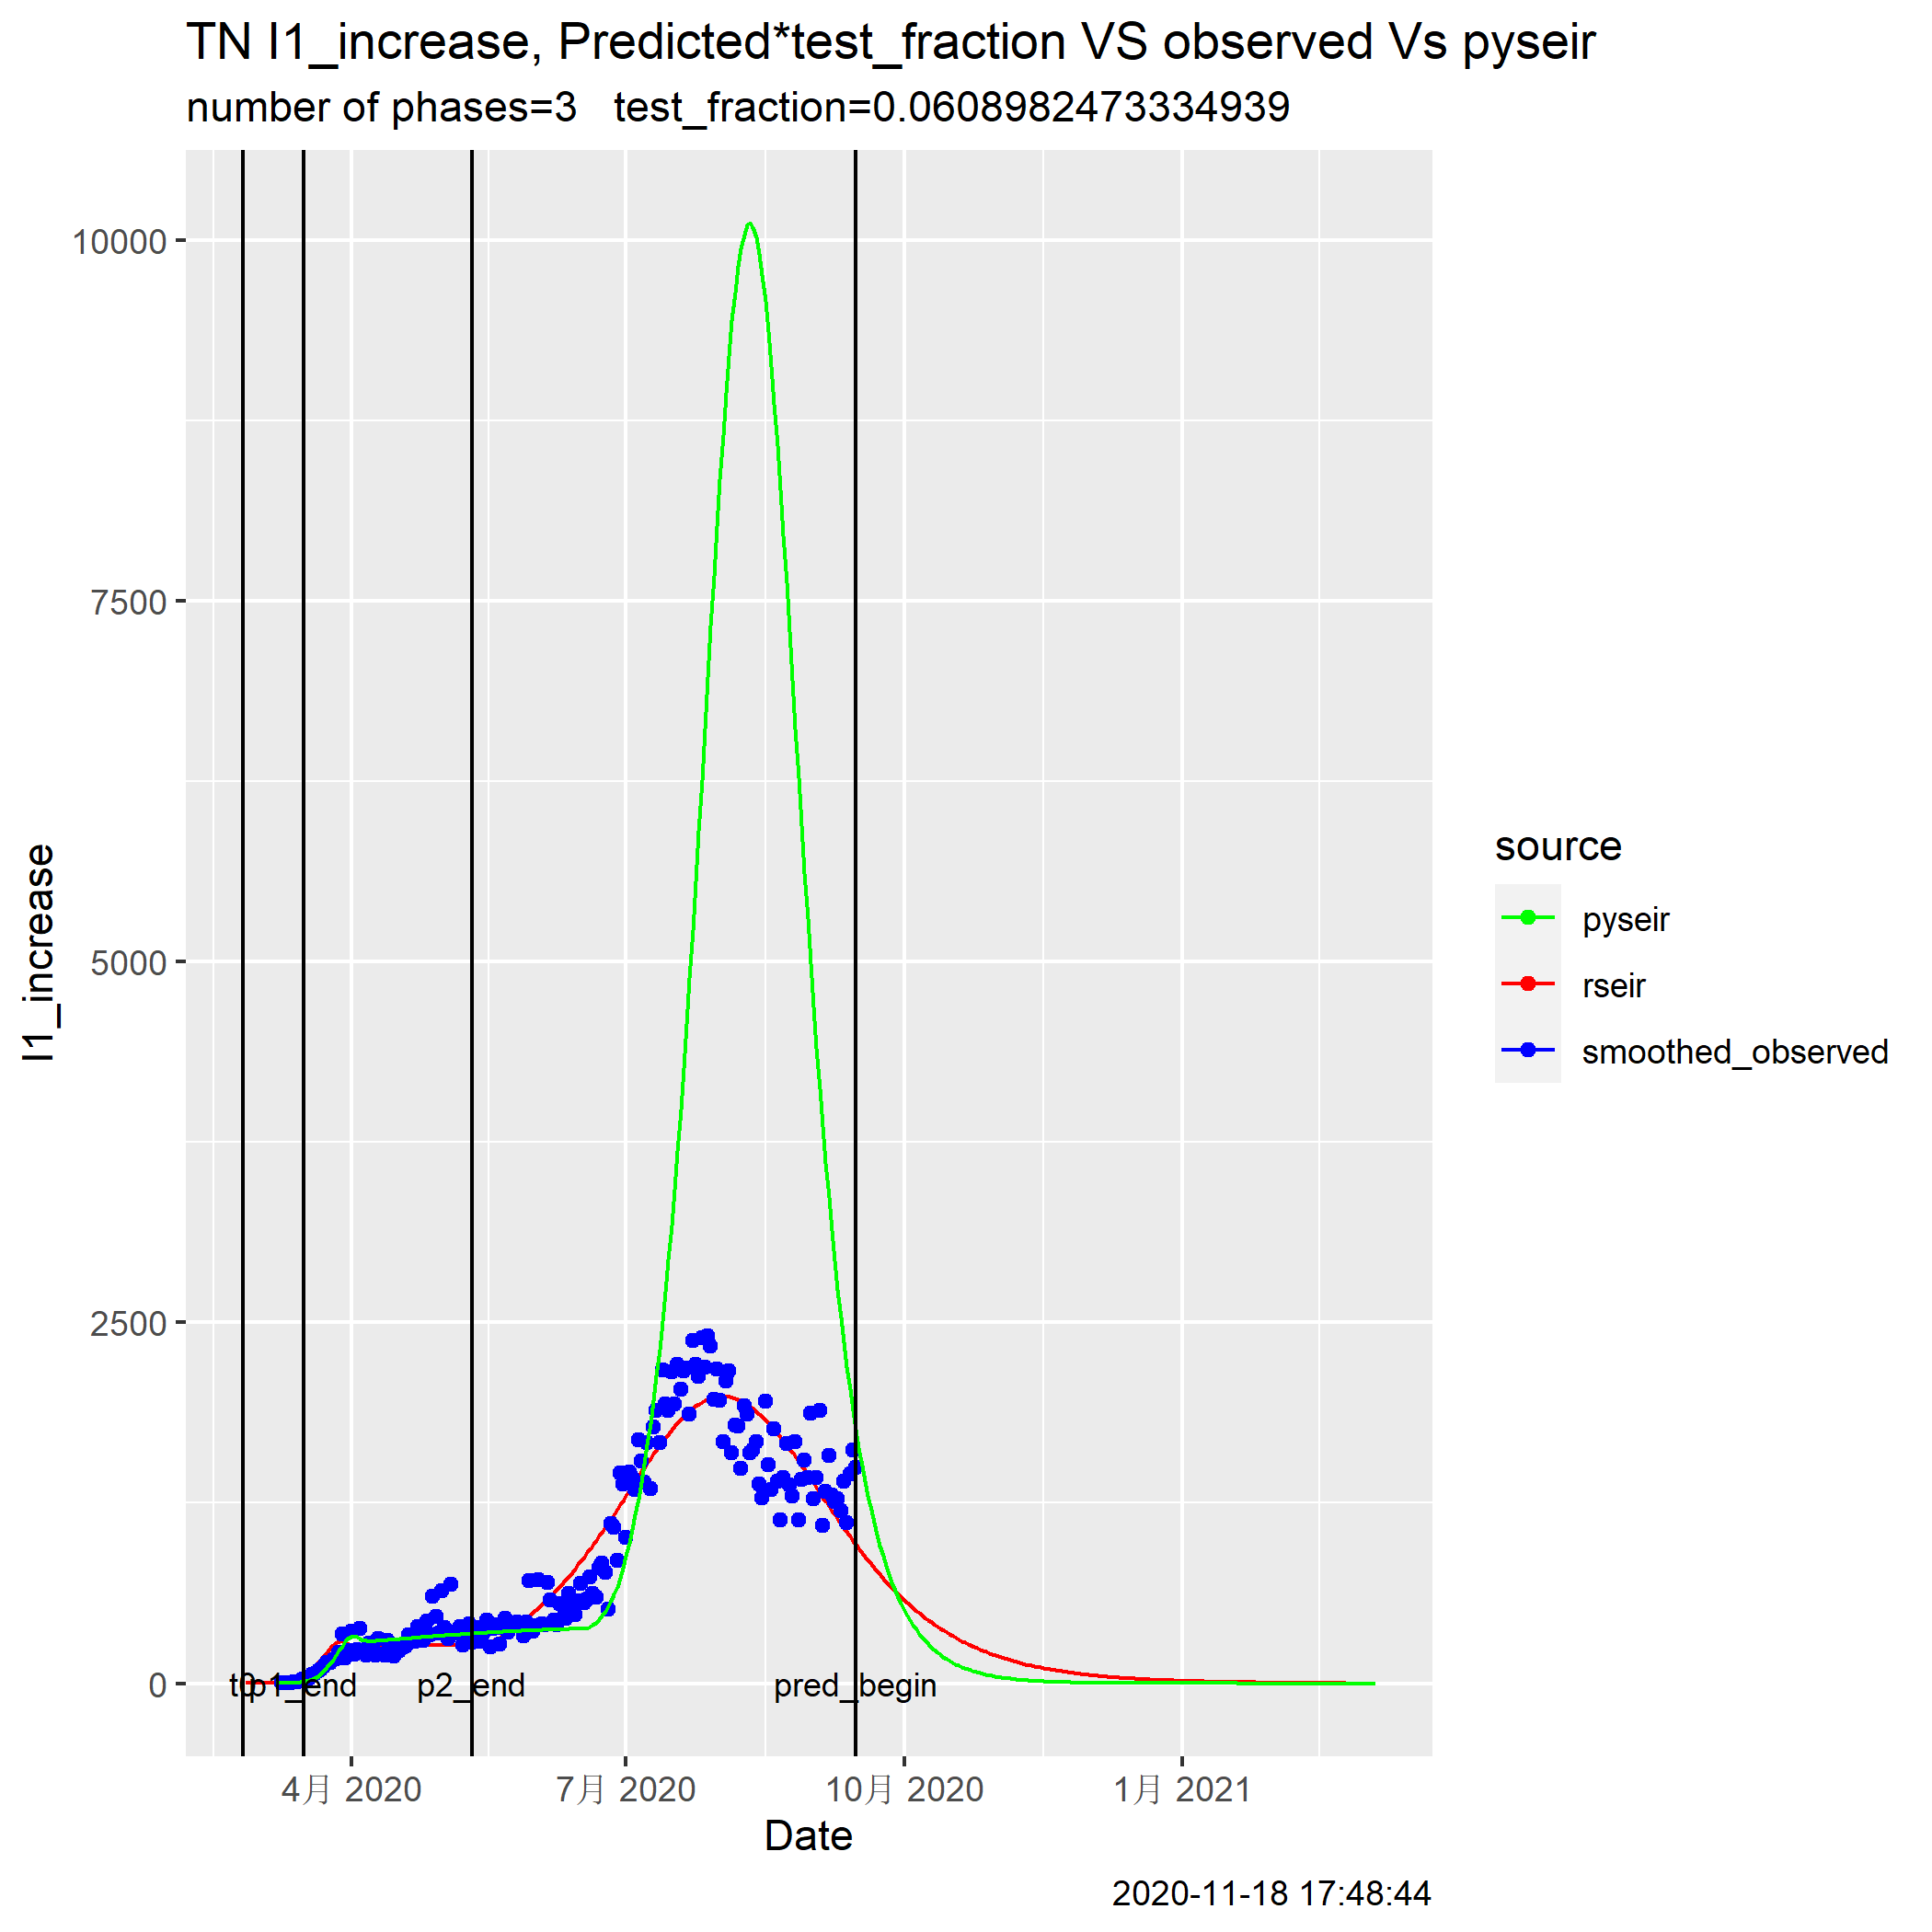 TN I1_increase, Predicted*test_fraction VS observed Vs pyseir
number of phases=3   test_fraction=0.0608982473334939
10000
7500
5000
2500
0
I1_increase
t0
p1_end
p2_end
pred_begin
4月 2020
7月 2020
10月 2020
1月 2021
Date
source
pyseir
rseir
smoothed_observed
2020-11-18 17:48:44